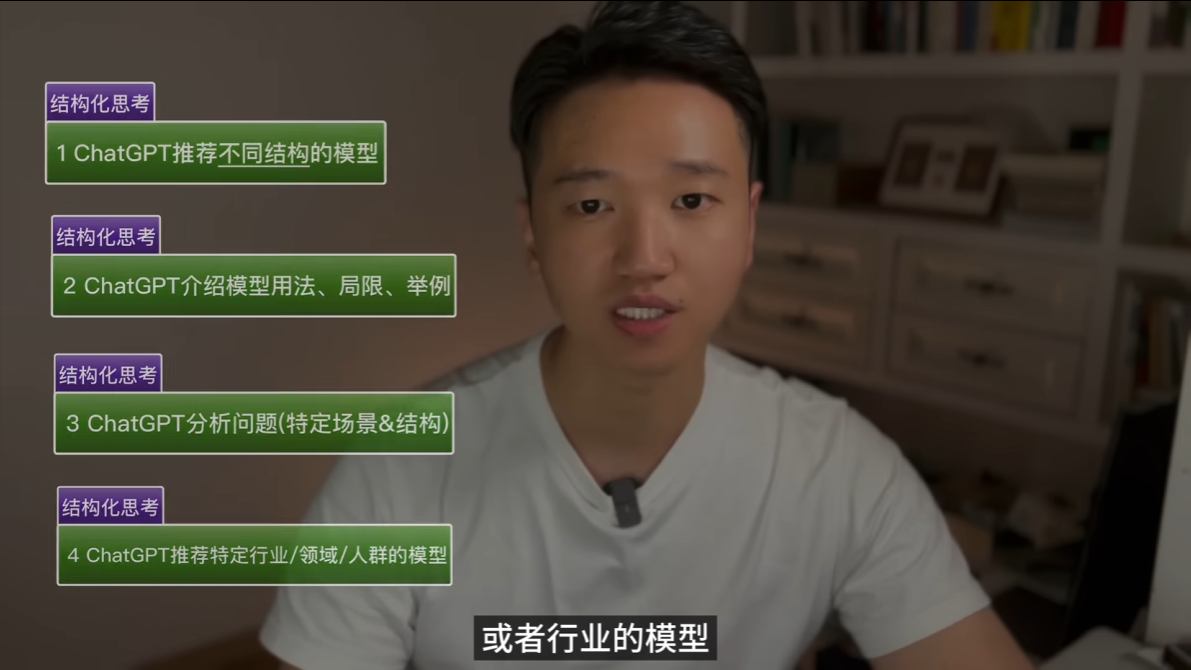 结构化思考
1 ChatGPT推荐不同结构的模型
结构化思考
2 ChatGPT介绍模型用法、局限、举例
结构化思考
3 ChatGPT分析问题(特定场景&结构)
结构化思考
4 ChatGPT推荐特定行业/领域/人群的模型
或者行业的模型